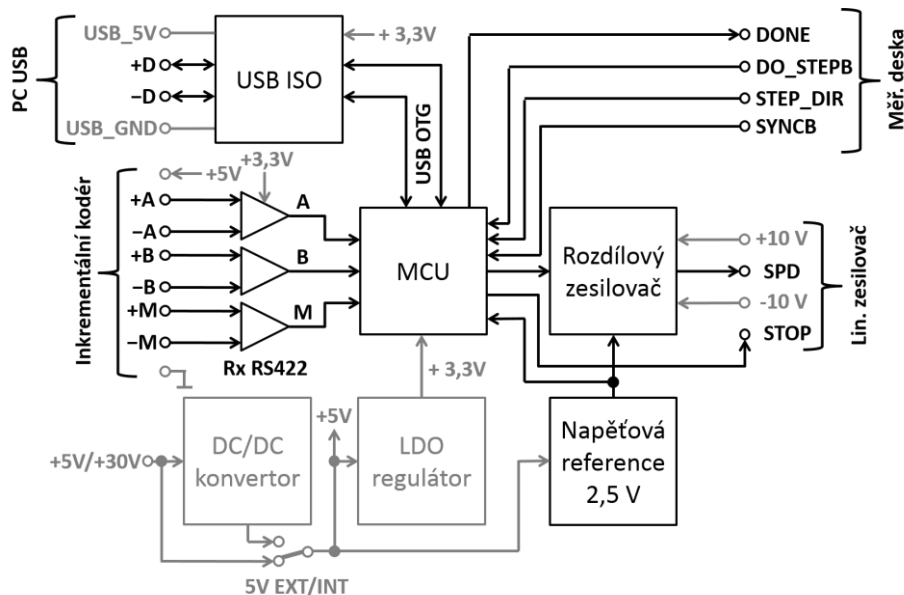 PC USB
USB_5V
+D
−D
USB_GND
USB ISO
+ 3,3V
USB OTG
DONE
DO_STEPB
STEP_DIR
SYNCB
Měř. deska
Inkrementální kodér
+5V
+3,3V
+A
−A
+B
−B
+M
−M
A
B
M
Rx RS422
MCU
Rozdílový
zesilovač
+10 V
SPD
-10 V
STOP
Lin. zesilovač
+ 3,3V
+5V/+30V
DC/DC
konvertor
+5V
LDO
regulátor
Napěťová
reference
2,5 V
5V EXT/INT